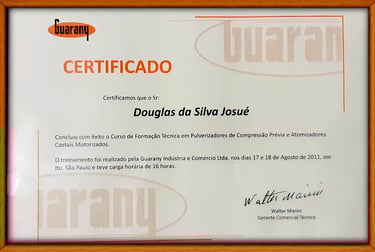 Guarany
Guarany
CERTIFICADO
Certificamos que o Sr:
Douglas da Silva Josué
Concluiu com êxito o Curso de Formação Técnica em Pulverizadores de Compressão Prévia e Atomizadores
Costais Motorizados.
O treinamento foi realizado pela Guarany Indústria e Comércio Ltda, nos dias 17 e 18 de Agosto de 2011, em
Itu, São Paulo e teve carga horária de 16 horas.
guarany
Walter Marins
Gerente Comercial Técnico